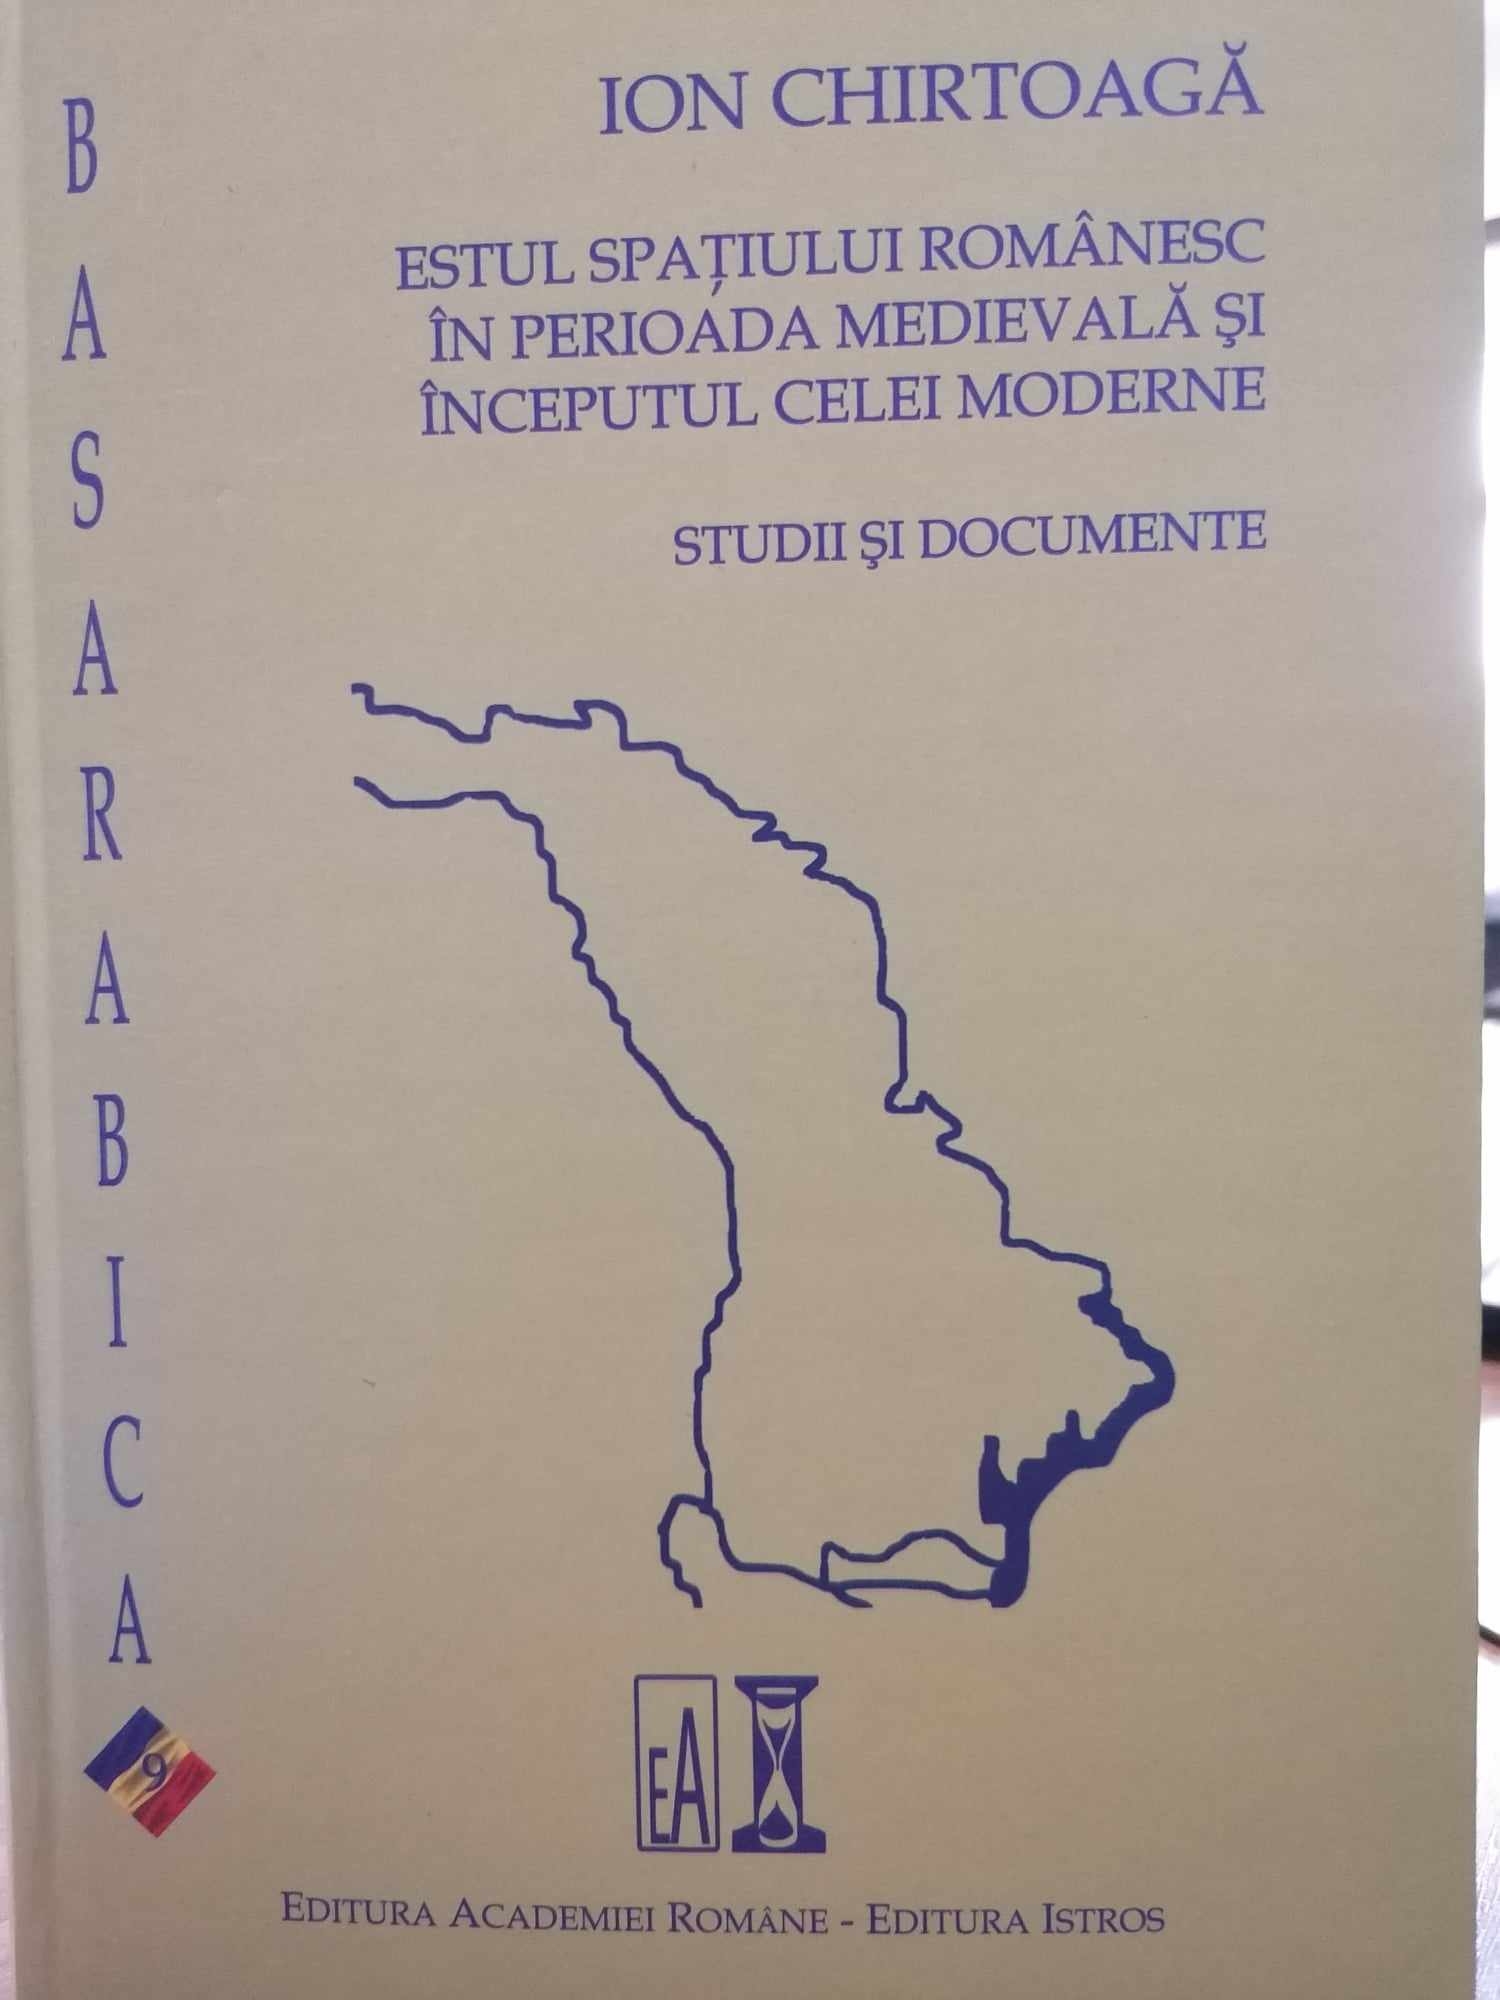 BASARABICA
9
ION CHIRTOAGĂ
ESTUL SPAȚIULUI ROMÂNESC
ÎN PERIOADA MEDIEVALĂ ŞI
ÎNCEPUTUL CELEI MODERNE
STUDII ŞI DOCUMENTE
EA
EDITURA ACADEMIEI ROMÂNE - EDITURA ISTROS